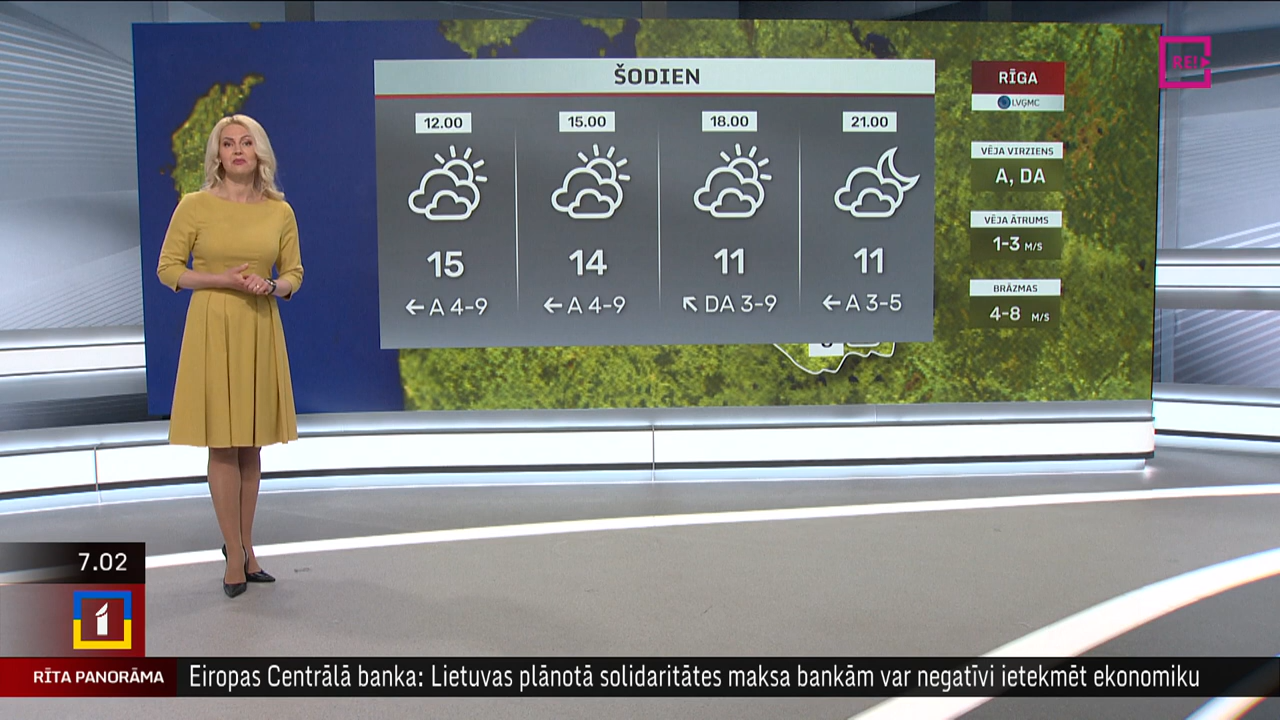 ŠODIEN
12.00
15.00
18.00
21.00
15
14
11
11
←A 4-9
←A 4-9
↖DA 3-9
←A 3-5
RE!
RĪGA
LVĢMC
VĒJA VIRZIENS
A, DA
VĒJA ĀTRUMS
1-3 M/S
BRĀZMAS
4-8 M/S
7.02
1
RĪTA PANORĀMA
Eiropas Centrālā banka: Lietuvas plānotā solidaritātes maksa bankām var negatīvi ietekmēt ekonomiku